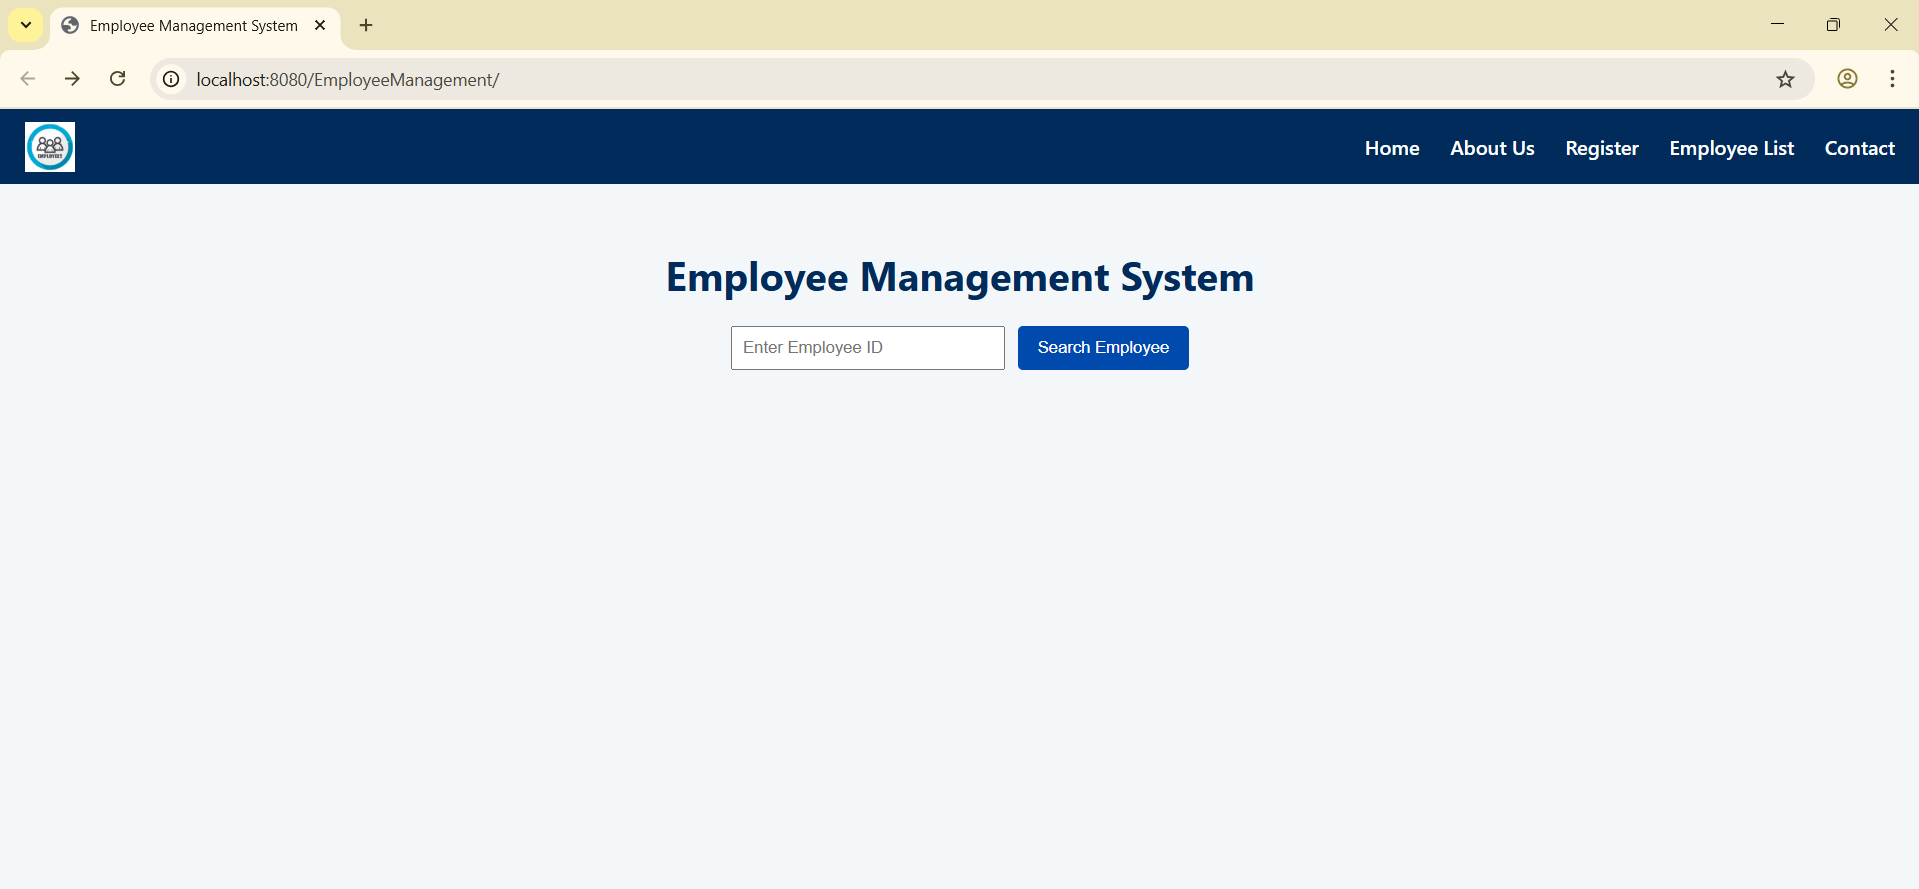 Employee Management System
localhost:8080/EmployeeManagement/
EMPLOYEES
Home About Us Register Employee List Contact
Employee Management System
Enter Employee ID Search Employee